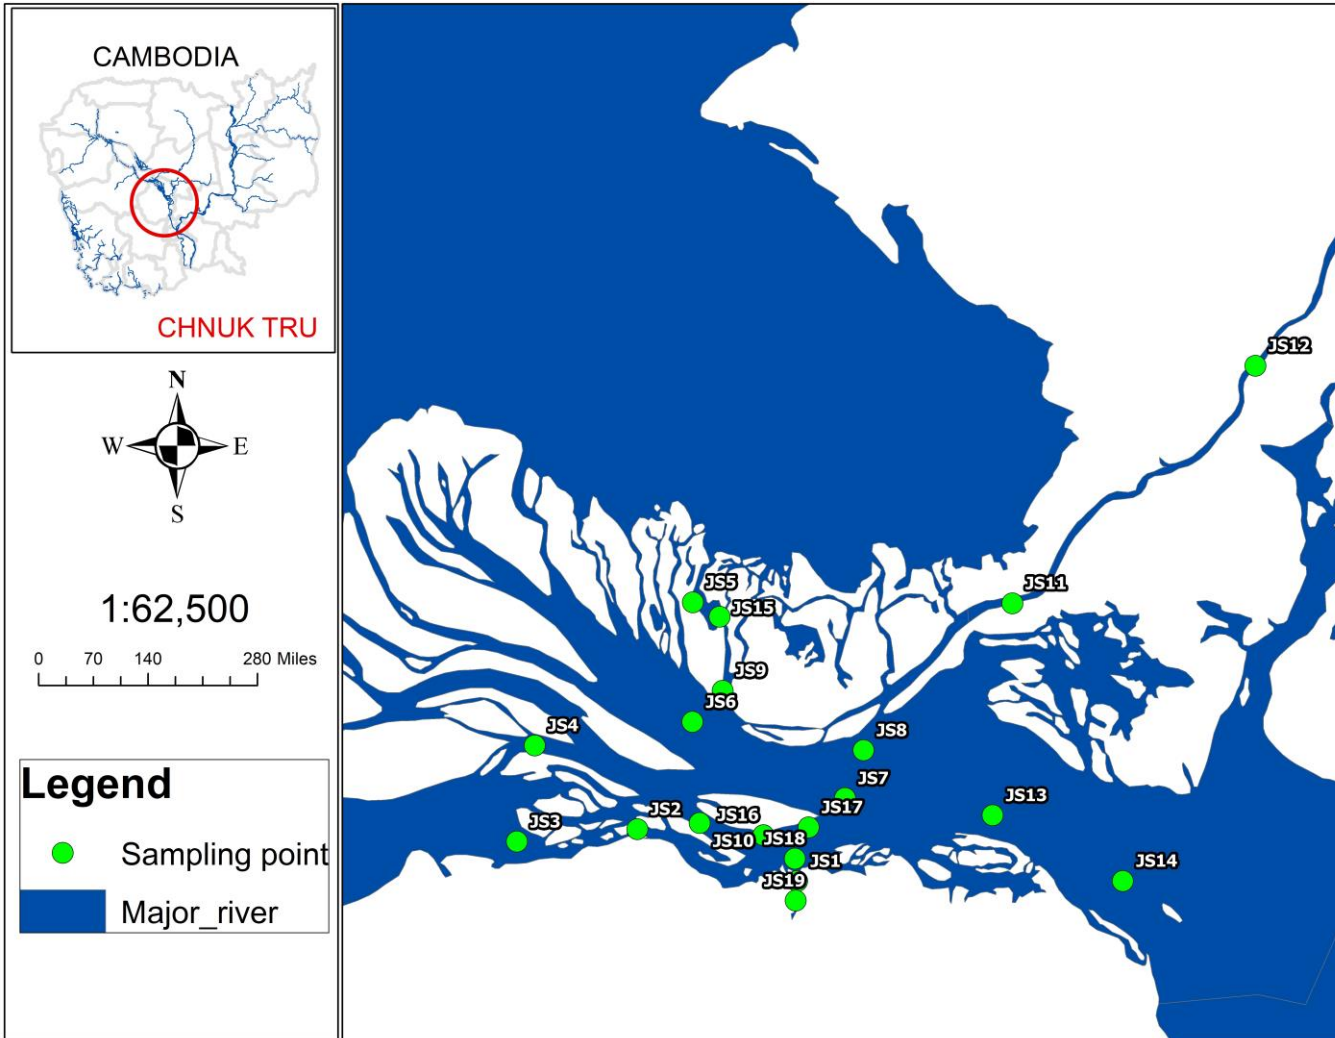 CAMBODIA
CHNUK TRU
N
W E
S
1:62,500
0 70 140 280 Miles
Legend
Sampling point
Major_river
JS12
JS11
JS5
JS15
JS9
JS6
JS4
JS8
JS7
JS13
JS17
JS16
JS2
JS3
JS10 JS18
JS1
JS14
JS19